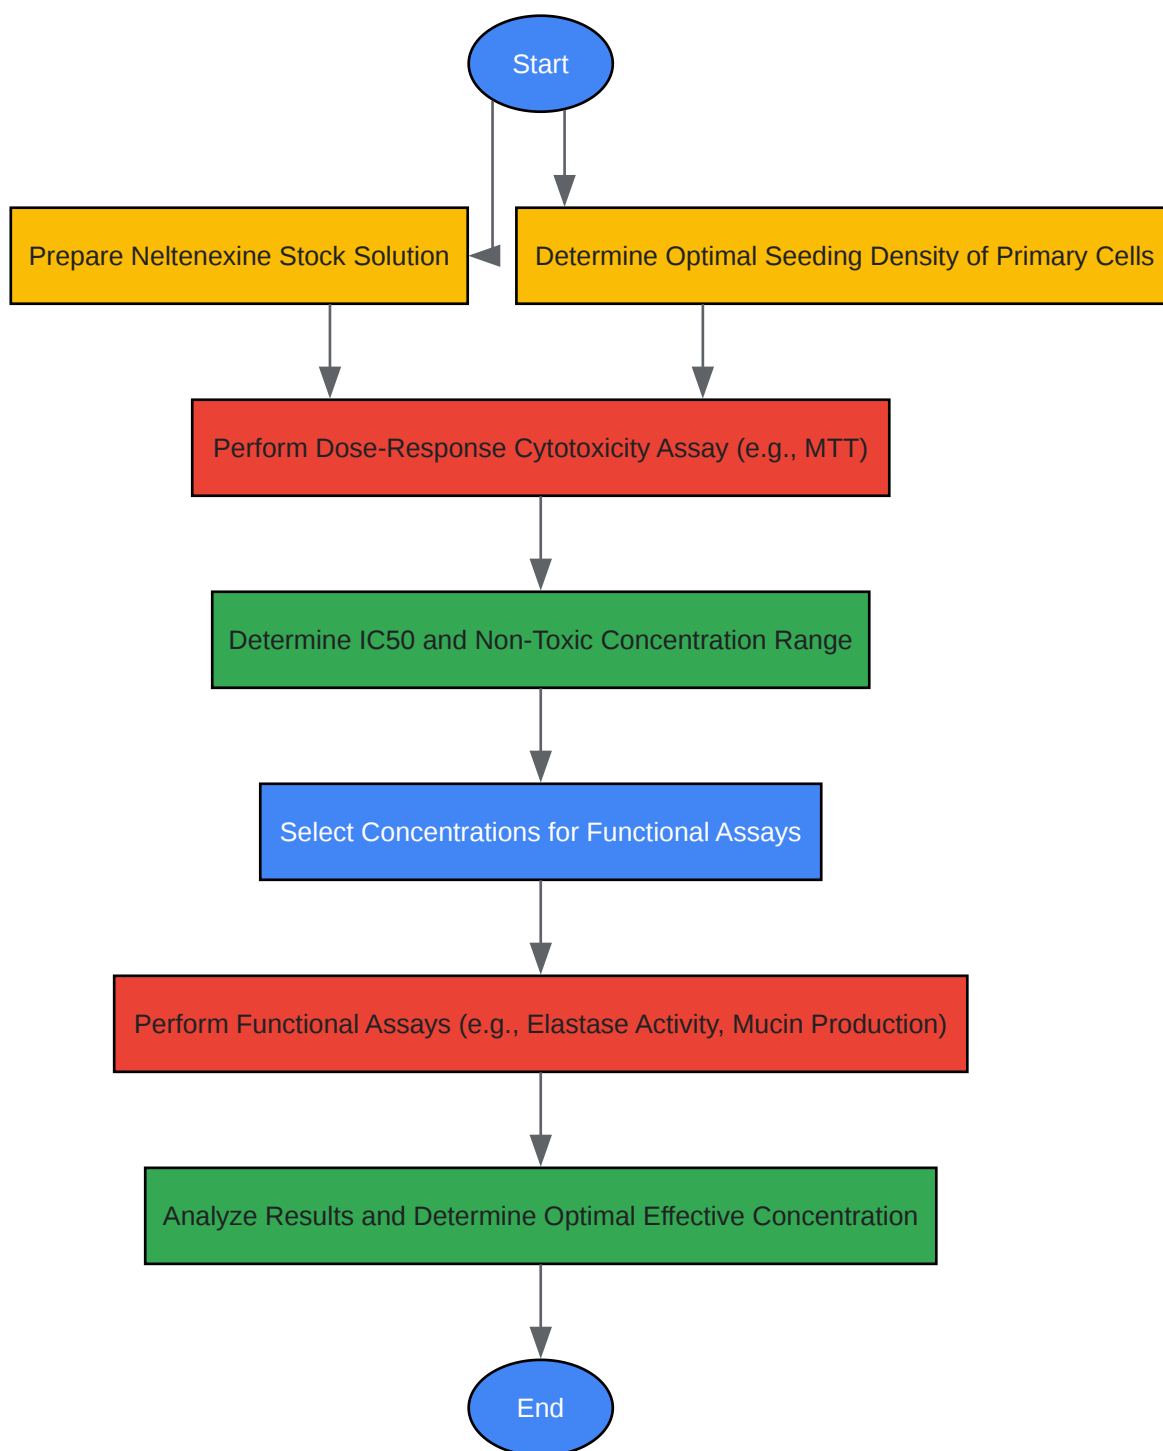 Start
Prepare Neltenexine Stock Solution
Determine Optimal Seeding Density of Primary Cells
Perform Dose-Response Cytotoxicity Assay (e.g., MTT)
Determine IC50 and Non-Toxic Concentration Range
Select Concentrations for Functional Assays
Perform Functional Assays (e.g., Elastase Activity, Mucin Production)
Analyze Results and Determine Optimal Effective Concentration
End